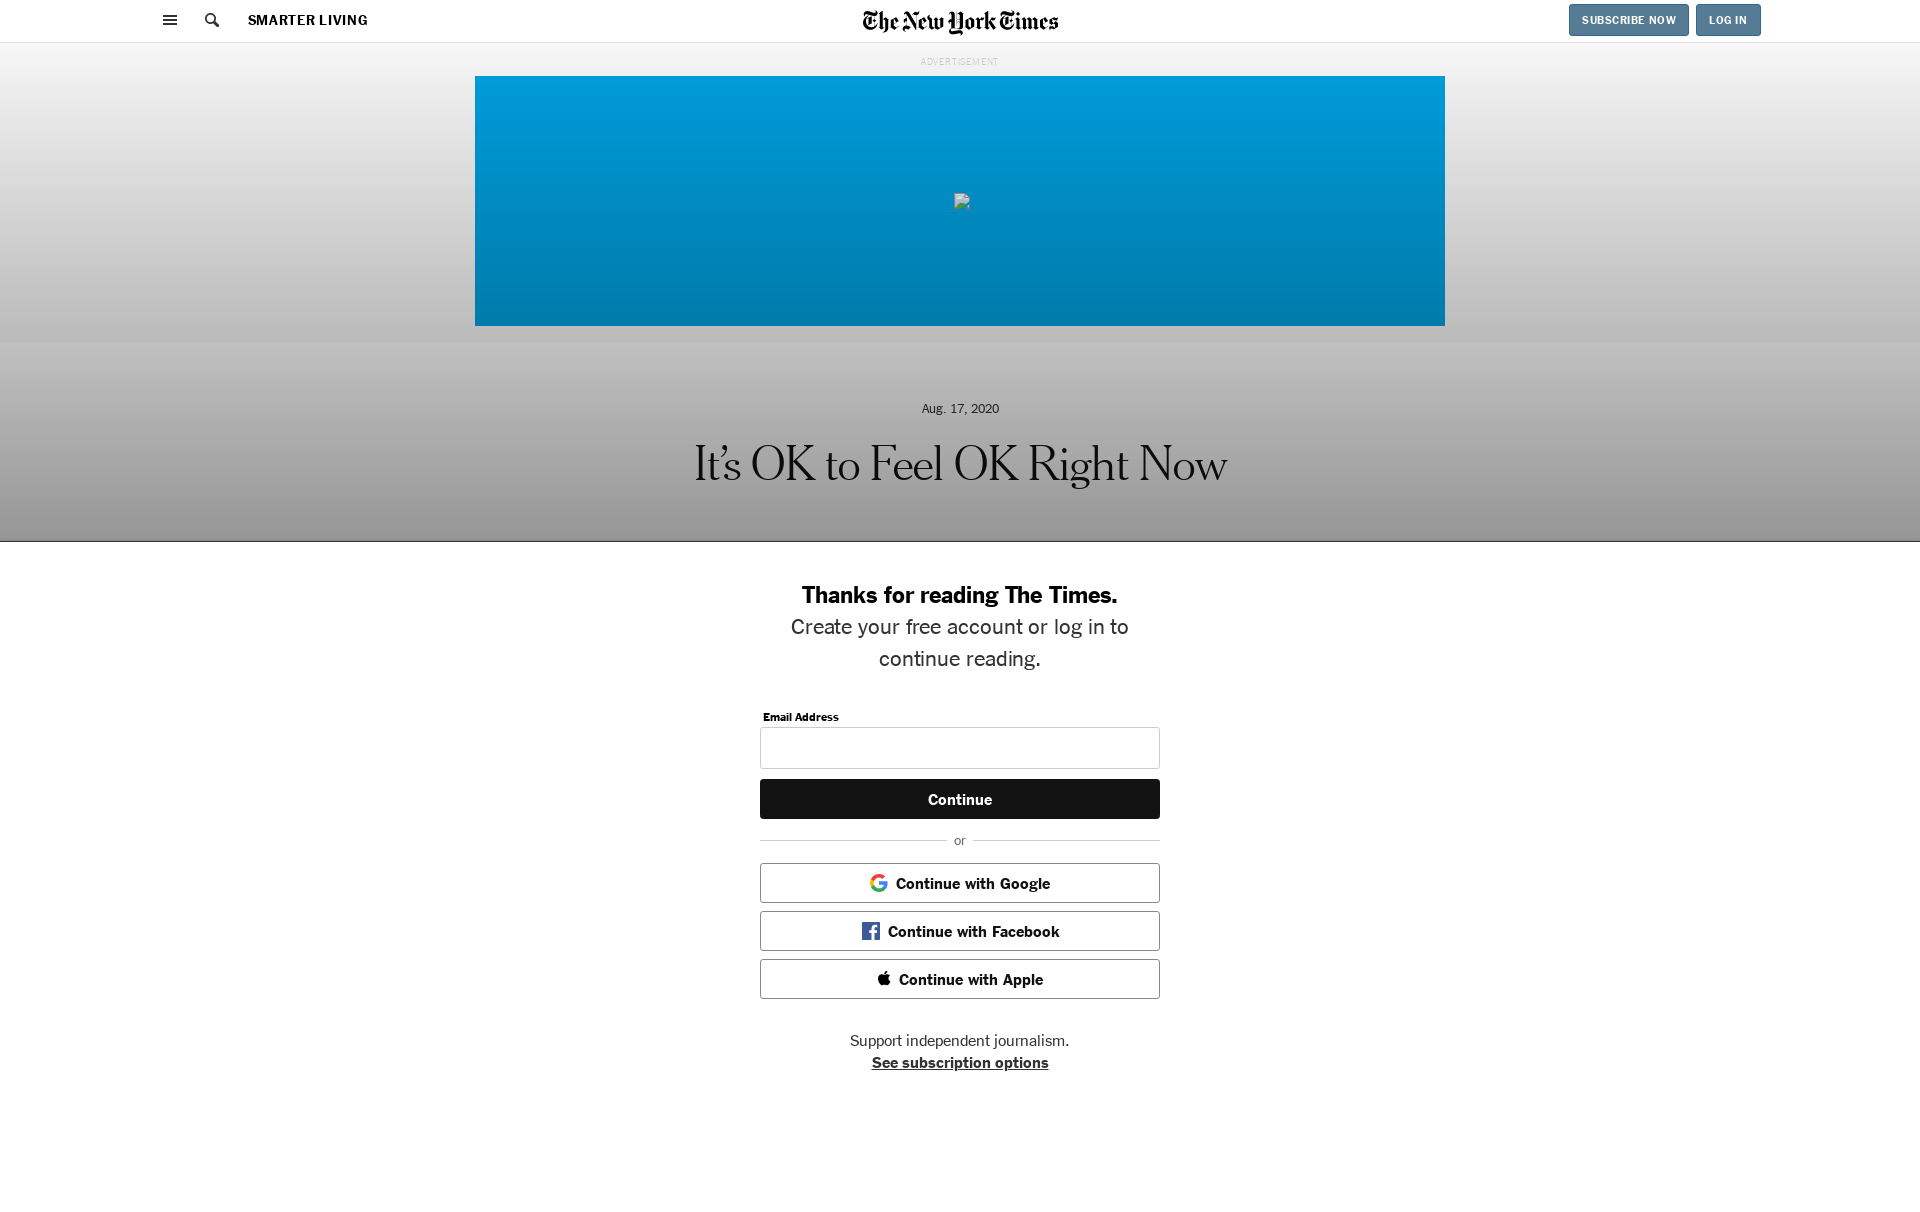 SMARTER LIVING
The New York Times
SUBSCRIBE NOW
LOG IN
ADVERTISEMENT
Aug. 17, 2020
It’s OK to Feel OK Right Now
Thanks for reading The Times.
Create your free account or log in to
continue reading.
Email Address
Continue
or
Continue with Google
Continue with Facebook
Continue with Apple
Support independent journalism.
See subscription options